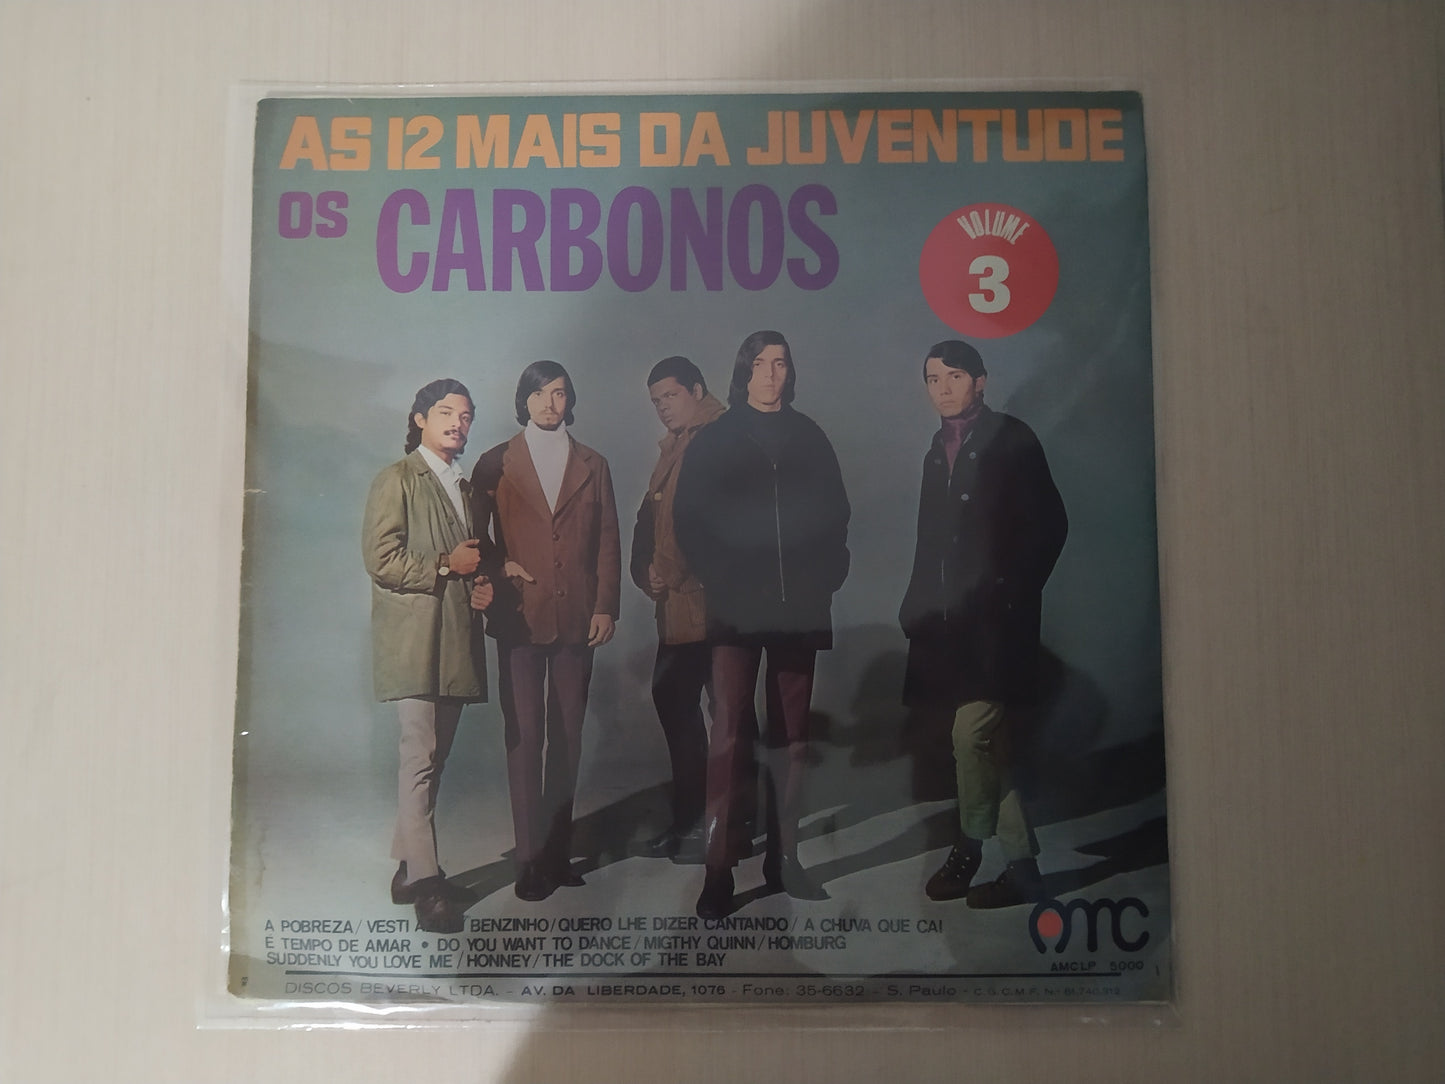 AS 12 MAIS DA JUVENTUDE
OS CARBONOS
VOLUME
3
A POBREZA / VESTI BENZINHO / QUERO LHE DIZER CANTANDO / A CHUVA QUE CAI
É TEMPO DE AMAR • DO YOU WANT TO DANCE / MIGTHY QUINN / HOMBURG
SUDDENLY YOU LOVE ME / HONNEY / THE DOCK OF THE BAY
AMC
AMCLP 5000
DISCOS BEVERLY LTDA. - AV. DA LIBERDADE, 1076 - Fone: 35-6632 - S. Paulo - C.G.C.M.F. N.º